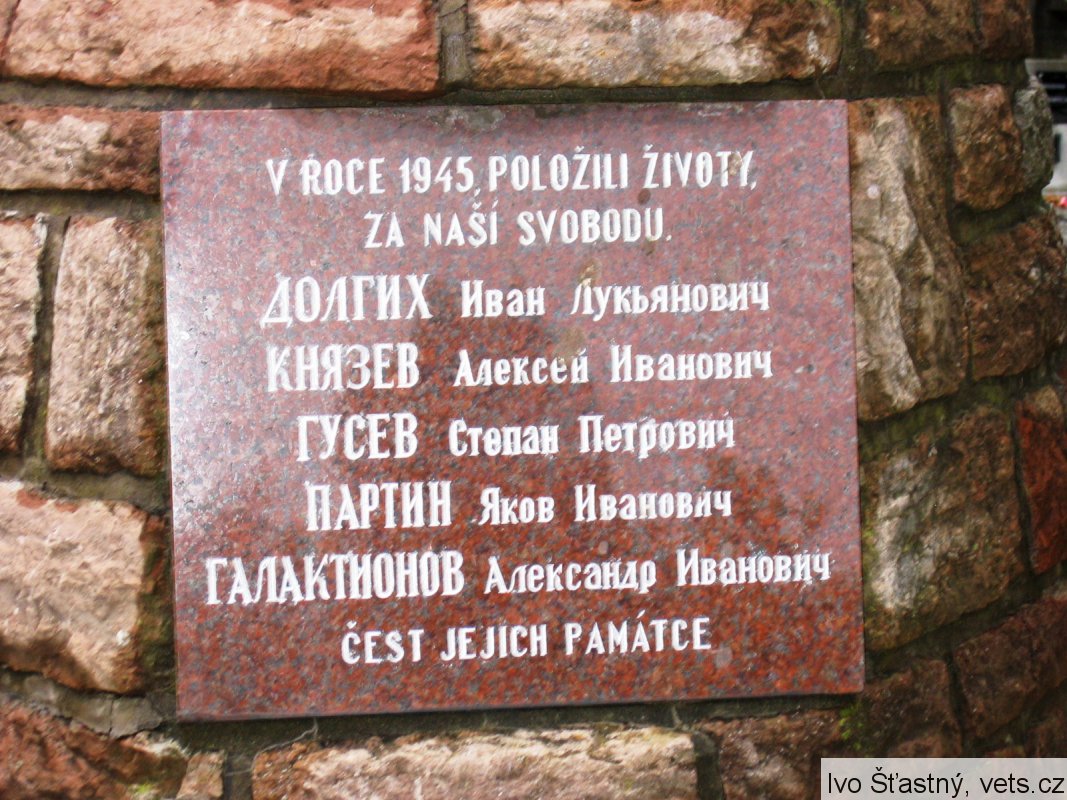 V ROCE 1945, POLOŽILI ŽIVOTY,
ZA NAŠÍ SVOBODU.
ДОЛГИХ Иван Лукьянович
КНЯЗЕВ Алексей Иванович
ГУСЕВ Степан Петрович
ПАРТИН Яков Иванович
ГАЛАКТИОНОВ Александр Иванович
ČEST JEJICH PAMÁTCE
Ivo Šťastný, vets.cz